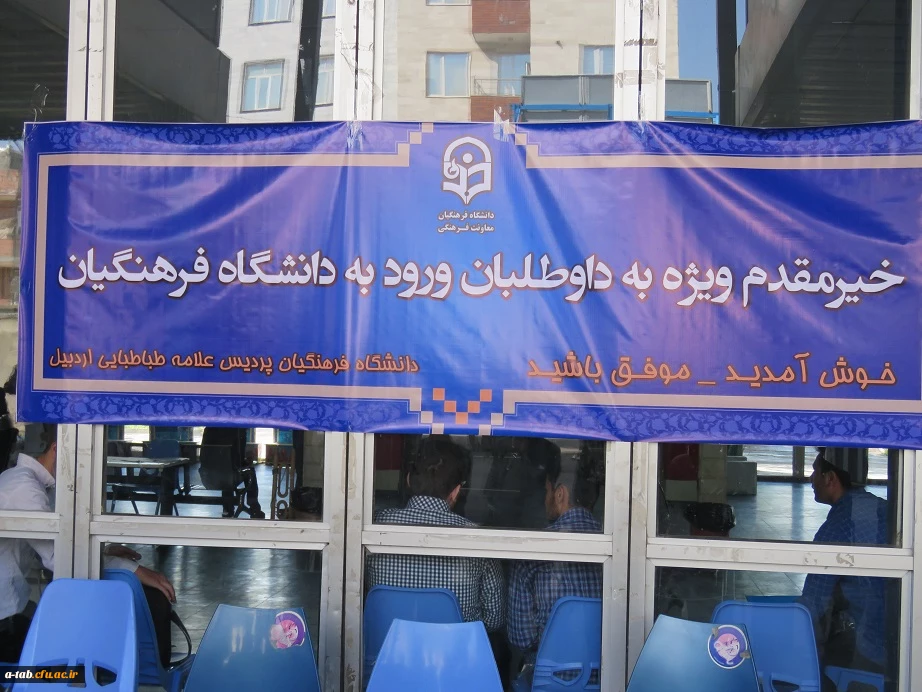 دانشگاه فرهنگیان
معاونت فرهنگی
خیرمقدم ویژه به داوطلبان ورود به دانشگاه فرهنگیان
خوش آمدید _ موفق باشید
دانشگاه فرهنگیان پردیس علامه طباطبایی اردبیل
a-tab.cfu.ac.ir